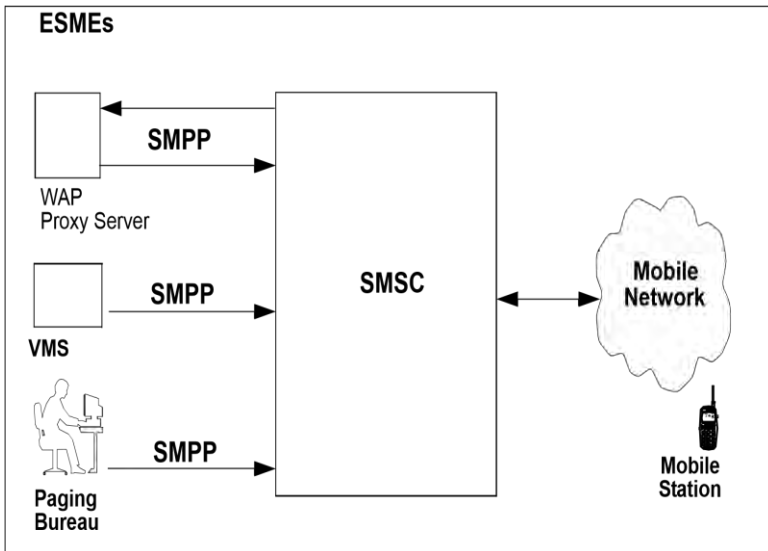 ESMEs
SMPP
WAP
Proxy Server
SMPP
VMS
SMPP
Paging
Bureau
SMSC
Mobile
Network
Mobile
Station